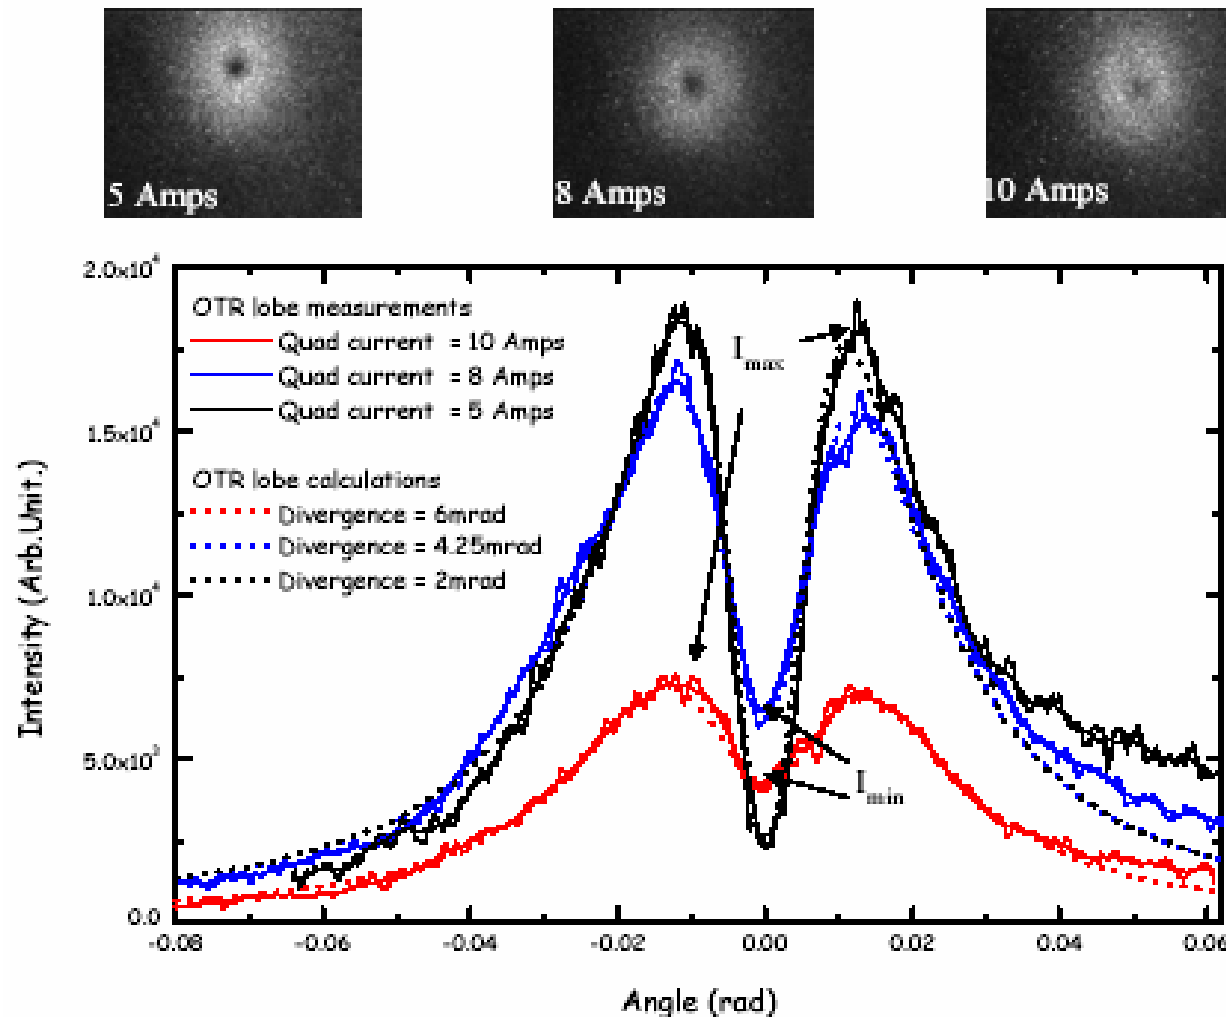 5 Amps
8 Amps
10 Amps
2.0x10⁴
1.5x10⁴
1.0x10⁴
5.0x10³
0.0
Intensity (Arb.Unit.)
OTR lobe measurements
Quad current = 10 Amps
Quad current = 8 Amps
Quad current = 5 Amps
OTR lobe calculations
Divergence = 6mrad
Divergence = 4.25mrad
Divergence = 2mrad
Imax
Imin
-0.08
-0.06
-0.04
-0.02
0.00
0.02
0.04
0.06
Angle (rad)